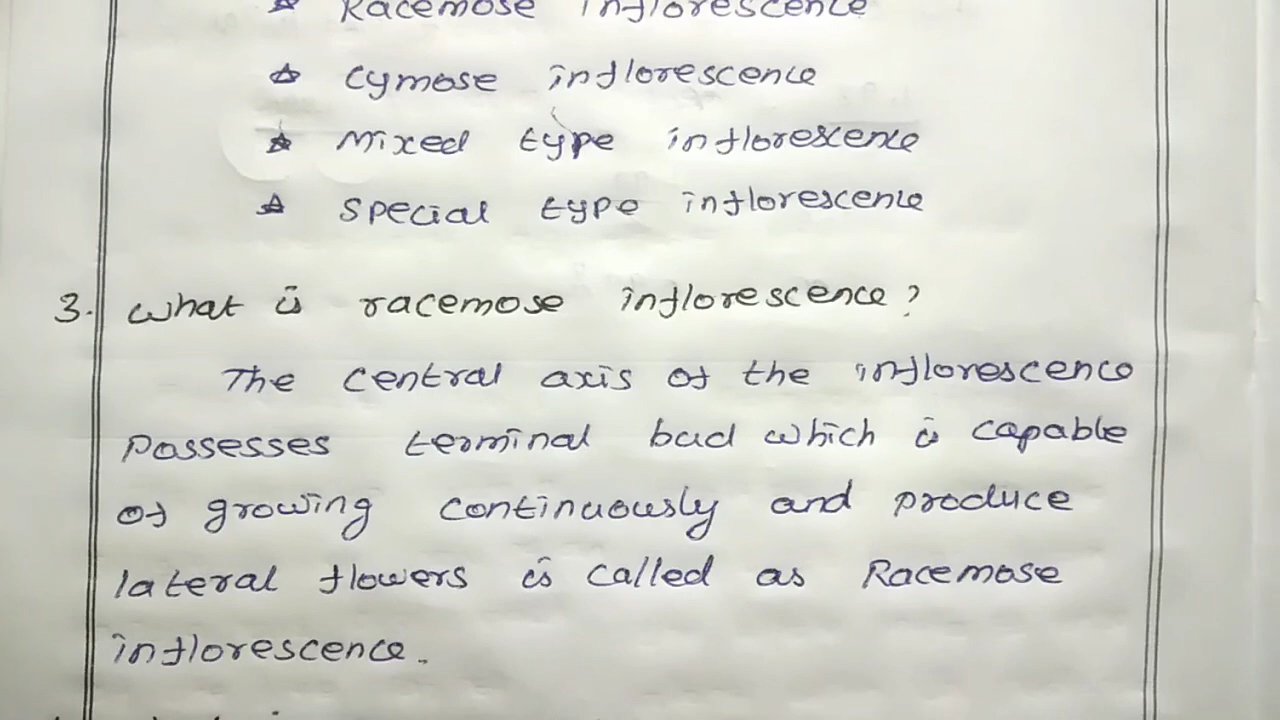 ☆ Racemose inflorescence
☆ Cymose inflorescence
☆ Mixed type inflorescence
☆ Special type inflorescence
3. What is racemose inflorescence?
The central axis of the inflorescence
possesses terminal bud which is capable
of growing continuously and produce
lateral flowers is called as Racemose
inflorescence.